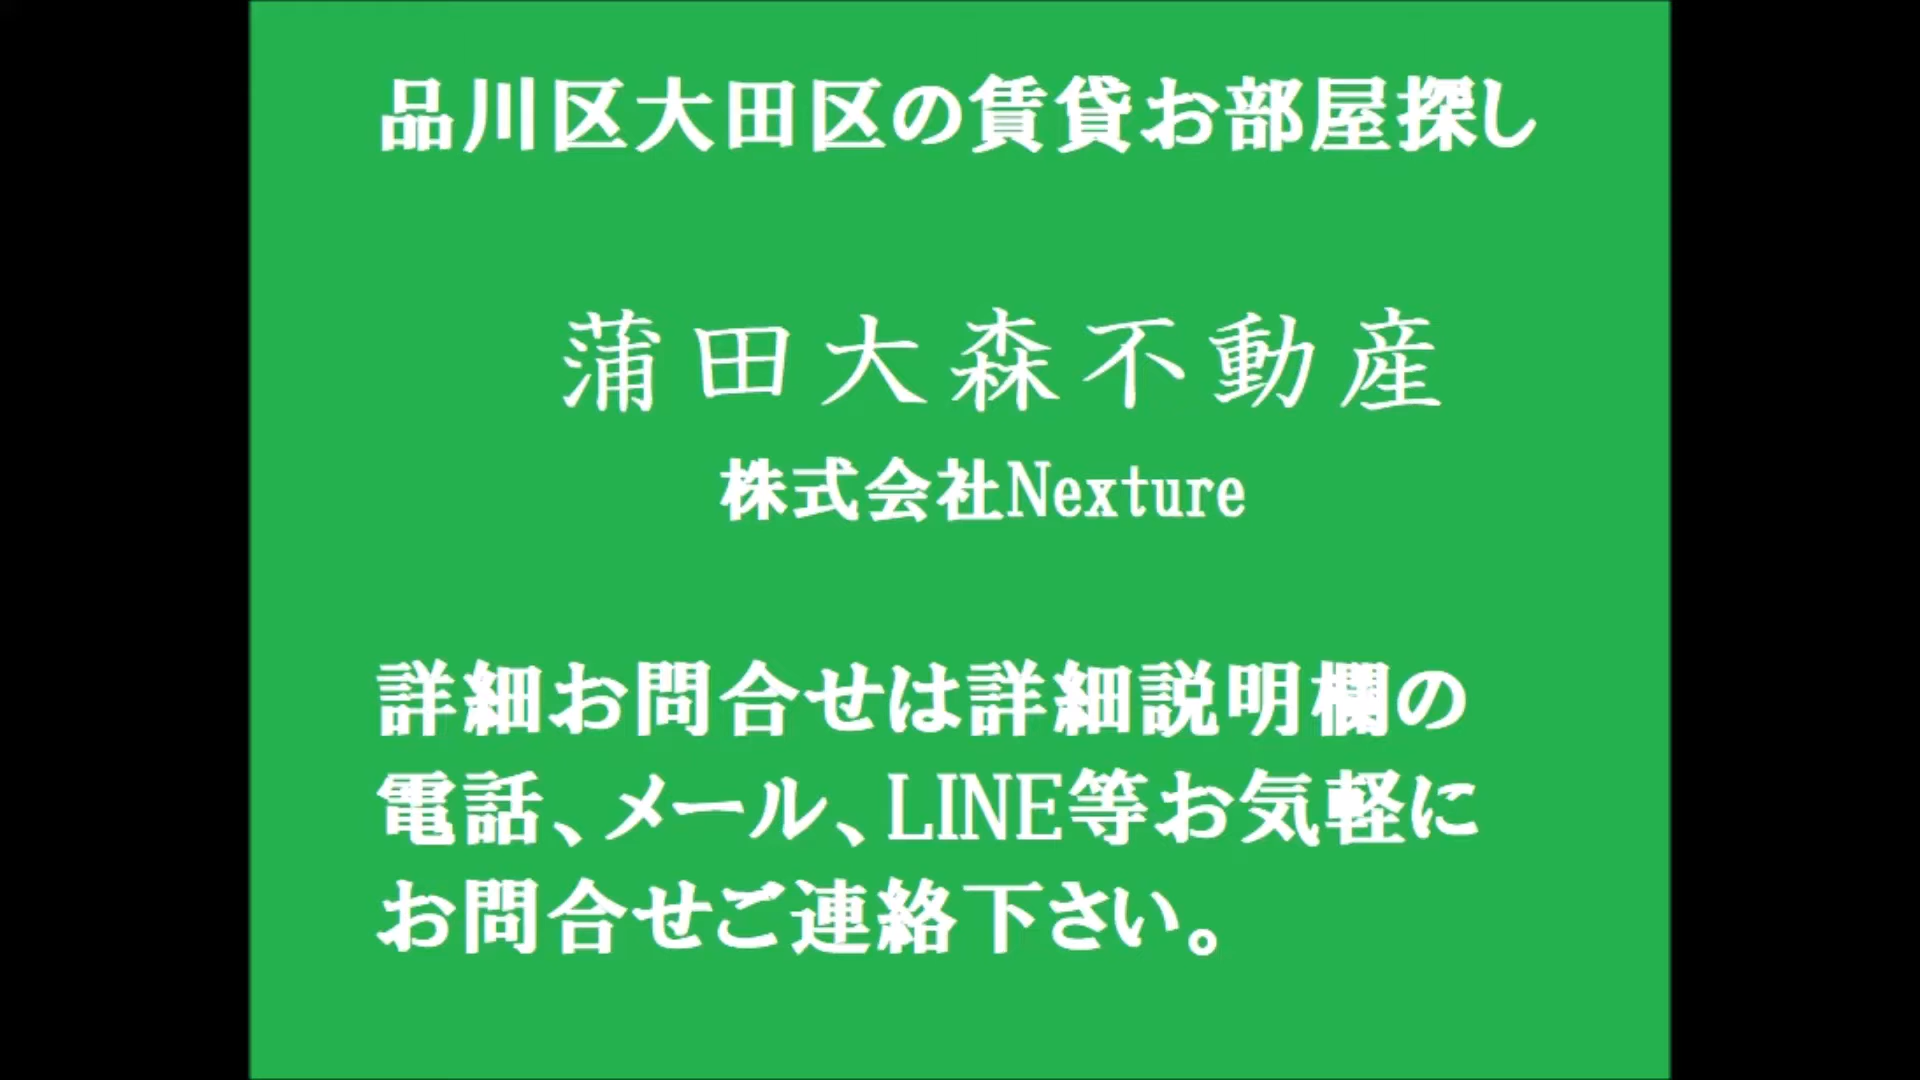 品川区大田区の賃貸お部屋探し
蒲田大森不動産
株式会社Nexture
詳細お問合せは詳細説明欄の
電話、メール、LINE等お気軽に
お問合せご連絡下さい。